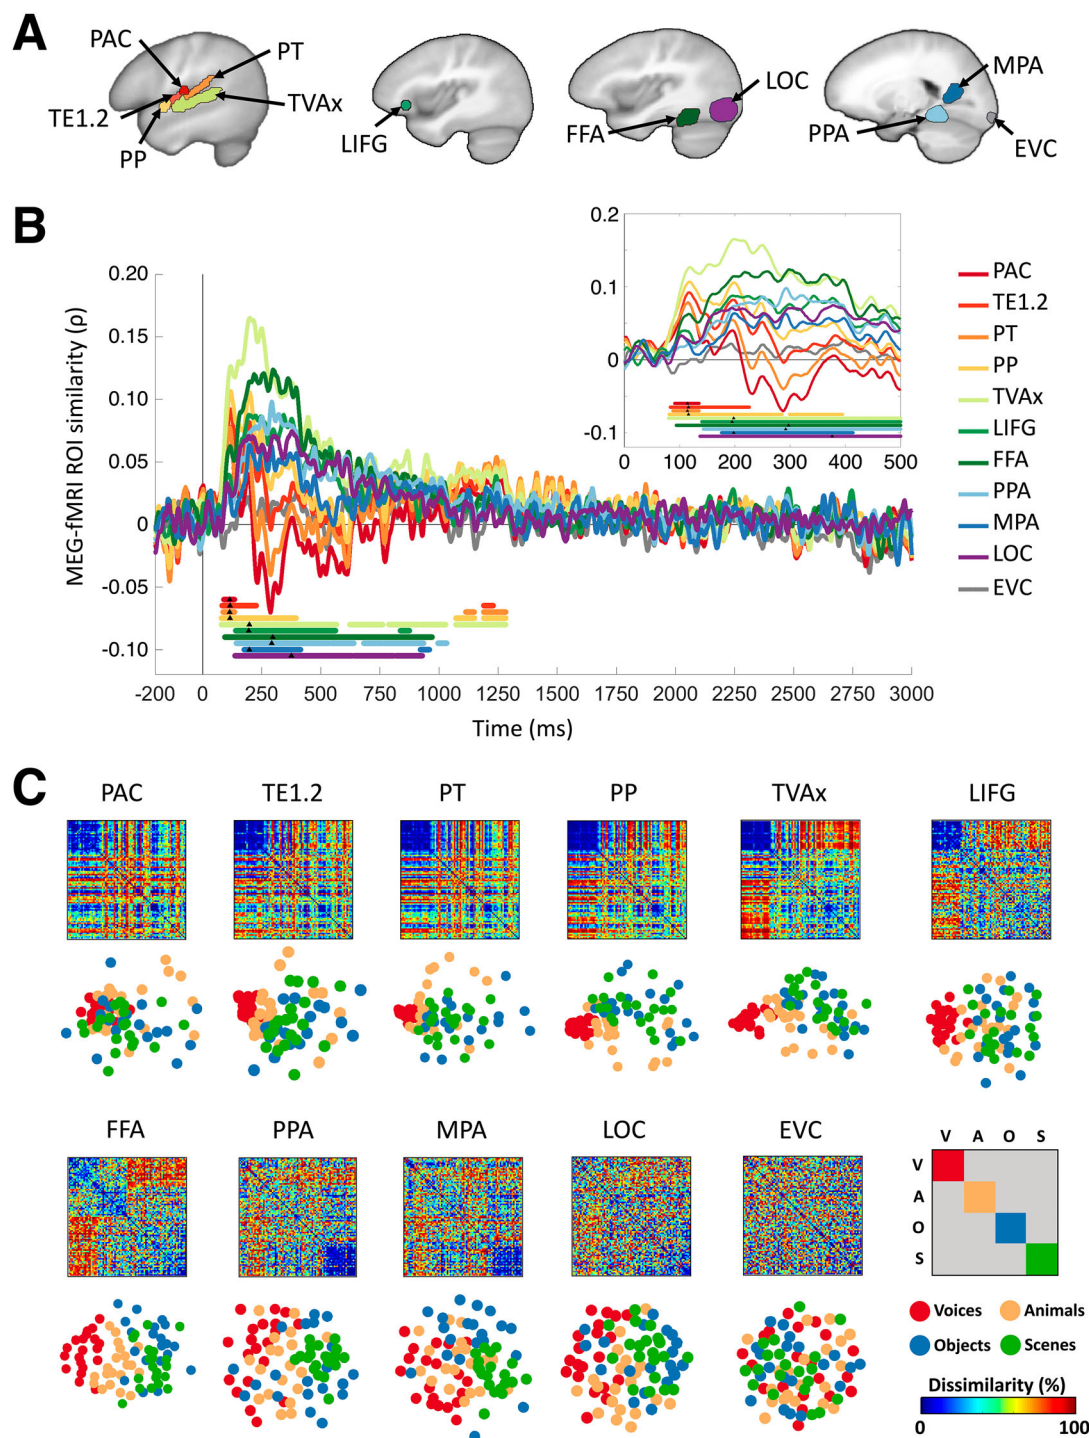 A
PAC
PT
TE1.2
TVAx
PP
LIFG
FFA
LOC
MPA
PPA
EVC
B
MEG-fMRI ROI similarity (ρ)
0.20
0.15
0.10
0.05
0
-0.05
-0.10
-200 0 250 500 750 1000 1250 1500 1750 2000 2250 2500 2750 3000
Time (ms)
0.2
0.1
0
-0.1
0 100 200 300 400 500
PAC
TE1.2
PT
PP
TVAx
LIFG
FFA
PPA
MPA
LOC
EVC
C
PAC TE1.2 PT PP TVAx LIFG
FFA PPA MPA LOC EVC
V A O S
V
A
O
S
Voices Animals
Objects Scenes
Dissimilarity (%)
0 100